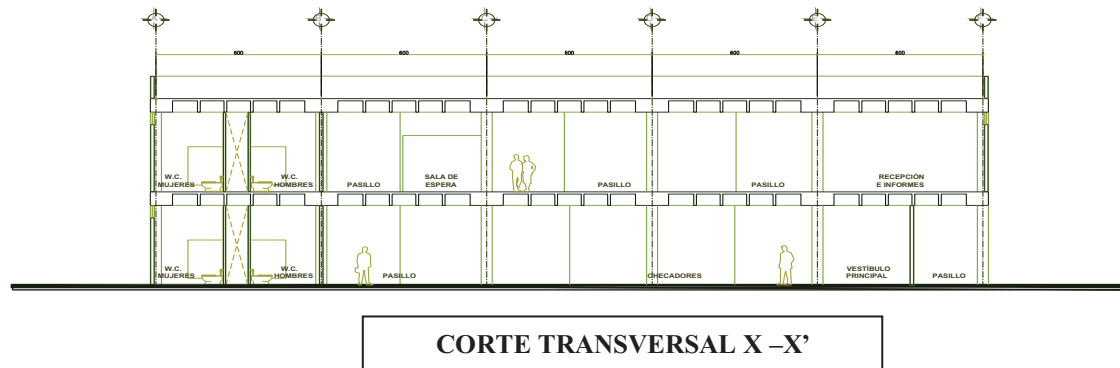 600 600 600 600 600
W.C. MUJERES
W.C. HOMBRES
PASILLO
SALA DE ESPERA
PASILLO
PASILLO
RECEPCIÓN E INFORMES
W.C. MUJERES
W.C. HOMBRES
PASILLO
CHECADORES
VESTÍBULO PRINCIPAL
PASILLO
CORTE TRANSVERSAL X –X’